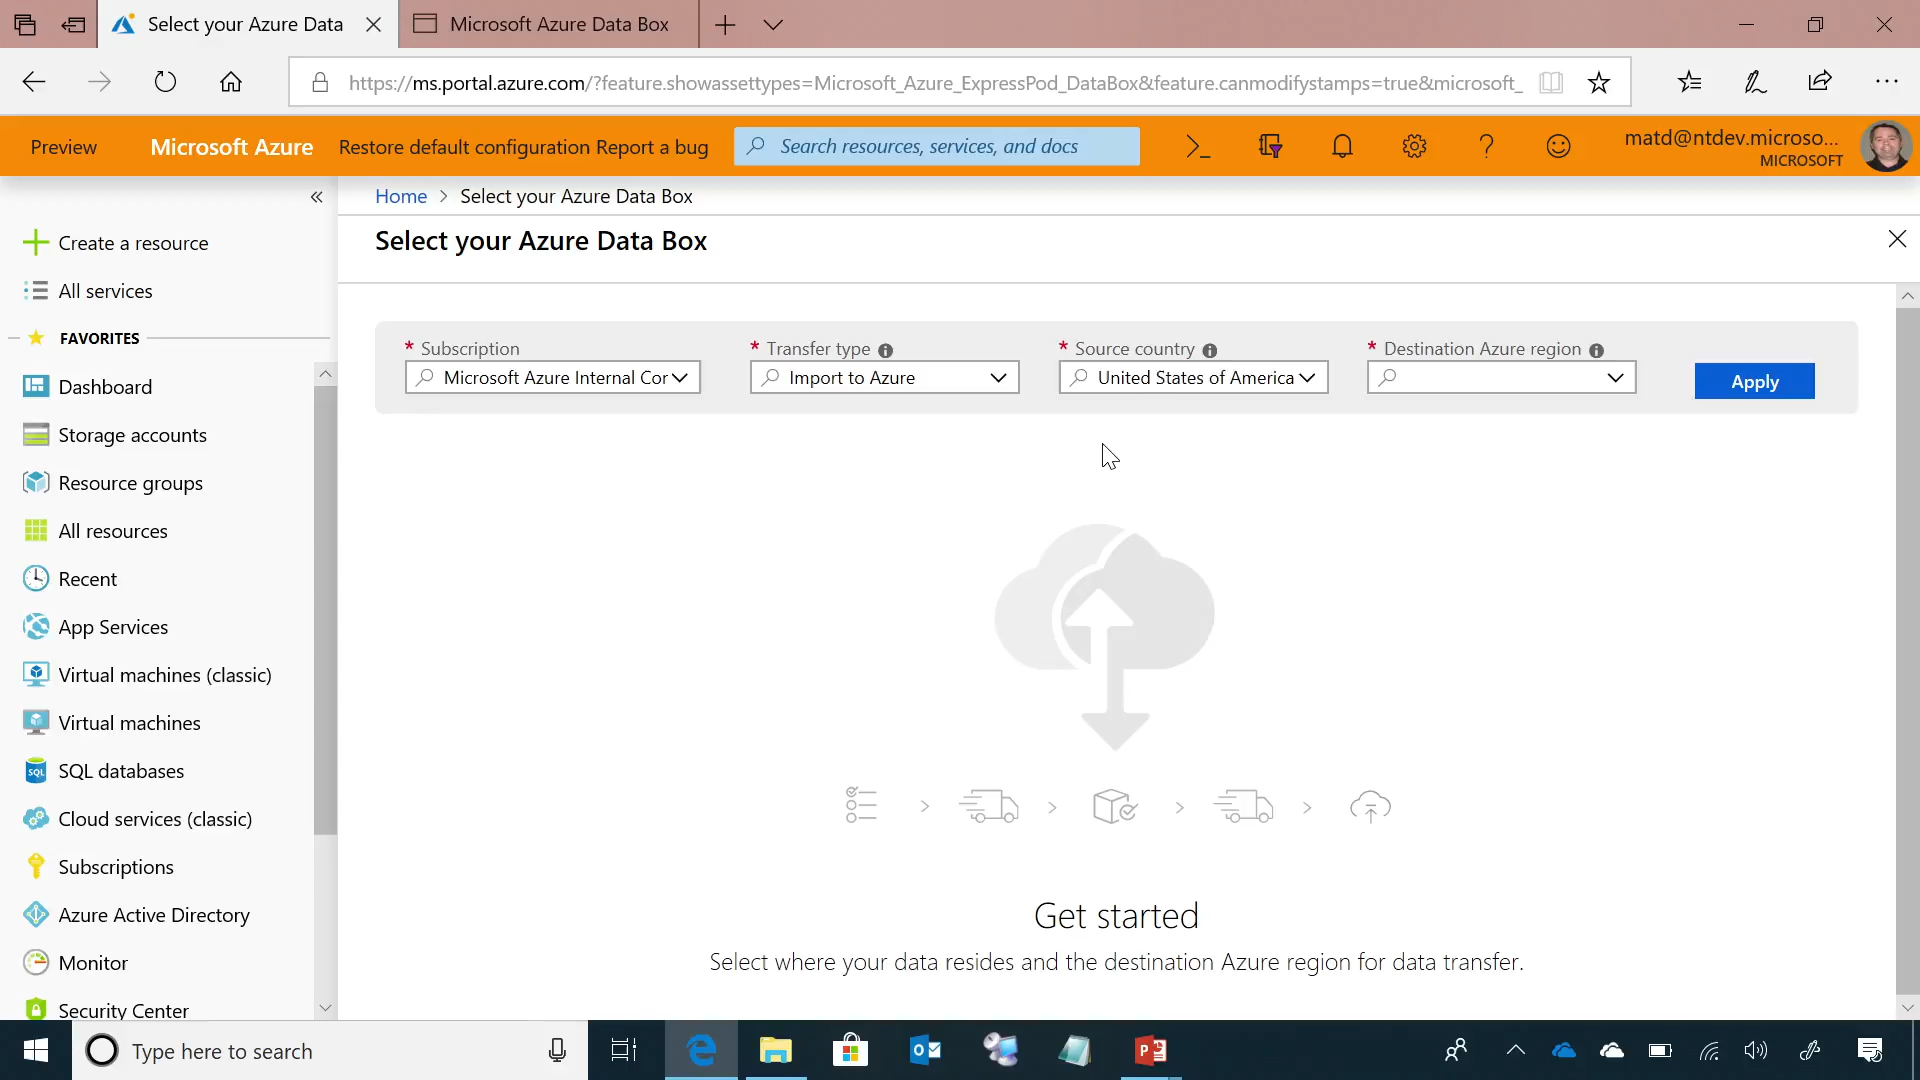 Select your Azure Data
Microsoft Azure Data Box
https://ms.portal.azure.com/?feature.showassettypes=Microsoft_Azure_ExpressPod_DataBox&feature.canmodifystamps=true&microsoft_
Preview
Microsoft Azure
Restore default configuration
Report a bug
Search resources, services, and docs
matd@ntdev.microso...
MICROSOFT
Home > Select your Azure Data Box
Select your Azure Data Box
Create a resource
All services
FAVORITES
Dashboard
Storage accounts
Resource groups
All resources
Recent
App Services
Virtual machines (classic)
Virtual machines
SQL databases
Cloud services (classic)
Subscriptions
Azure Active Directory
Monitor
Security Center
* Subscription
Microsoft Azure Internal Cor
* Transfer type
Import to Azure
* Source country
United States of America
* Destination Azure region
Apply
Get started
Select where your data resides and the destination Azure region for data transfer.
Type here to search